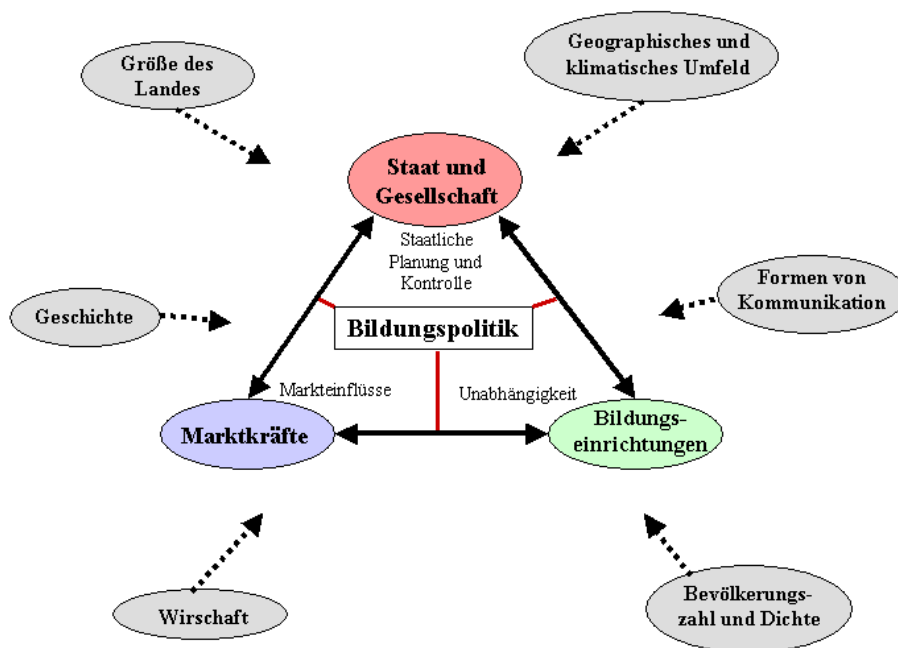 Geographisches und
klimatisches Umfeld
Größe des
Landes
Staat und
Gesellschaft
Staatliche
Planung und
Kontrolle
Formen von
Kommunikation
Geschichte
Bildungspolitik
Markteinflüsse
Unabhängigkeit
Marktkräfte
Bildungs-
einrichtungen
Wirschaft
Bevölkerungs-
zahl und Dichte